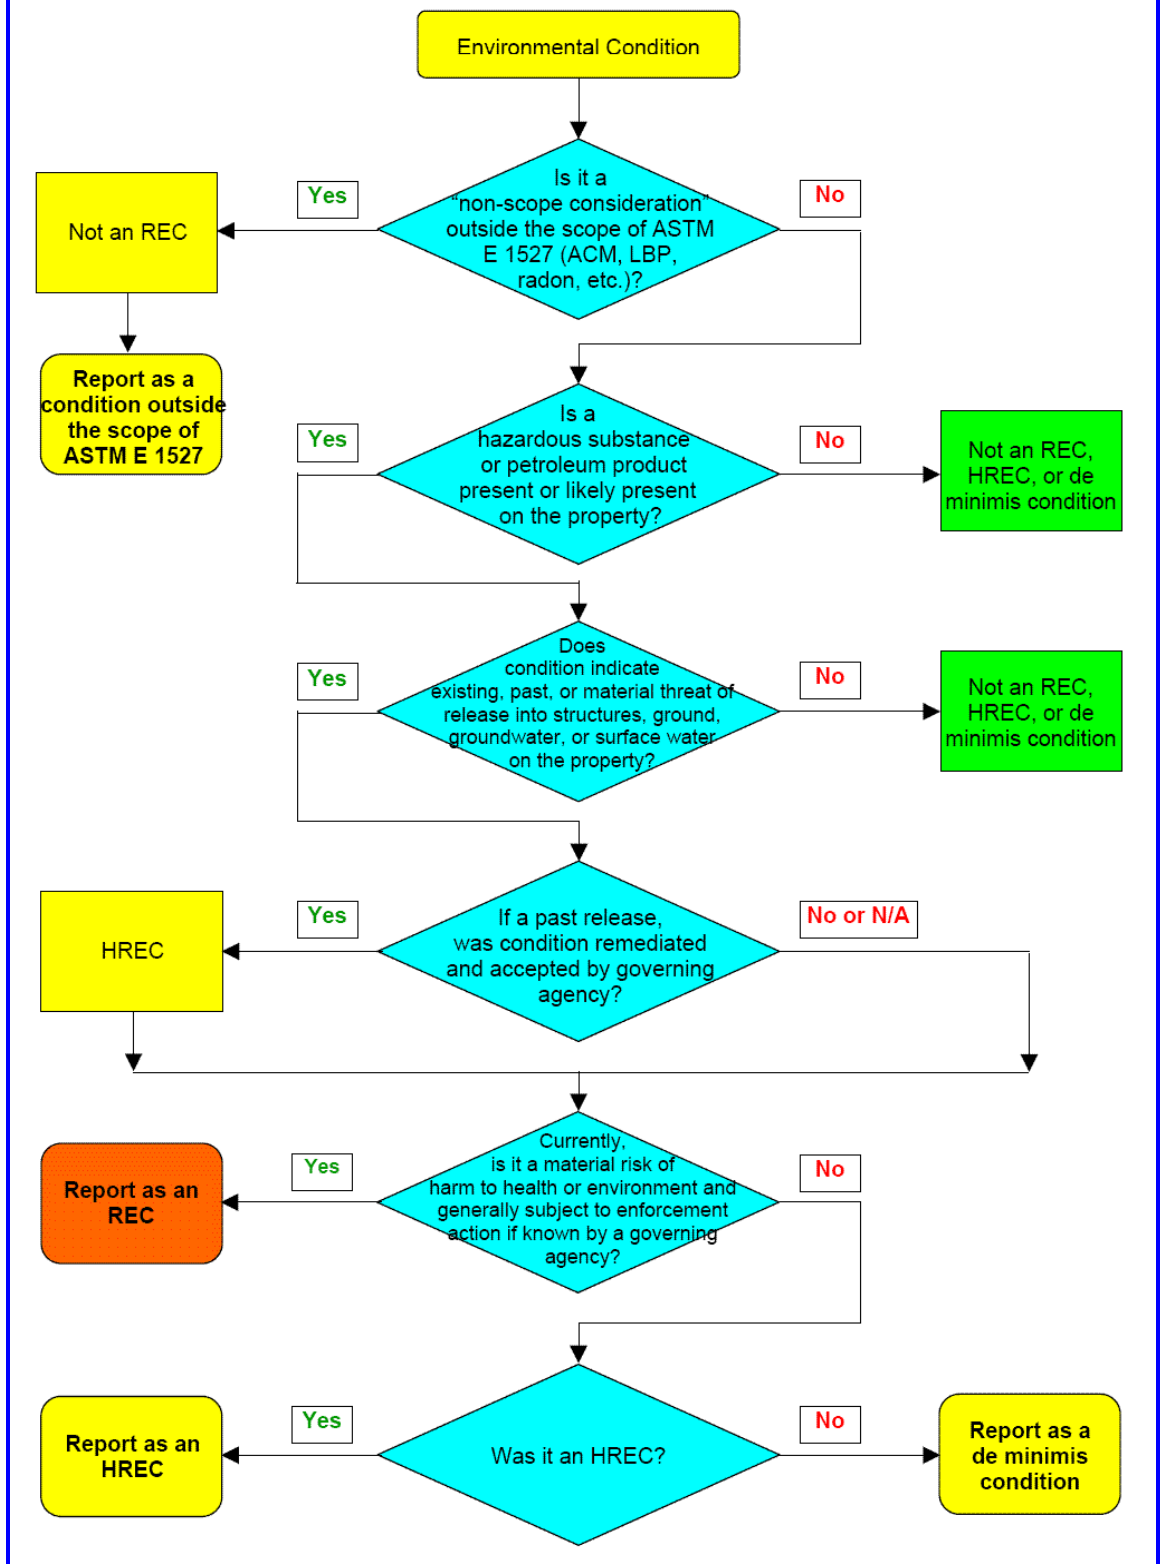 Environmental Condition
Is it a
“non-scope consideration”
outside the scope of ASTM
E 1527 (ACM, LBP,
radon, etc.)?
Yes
No
Not an REC
Report as a
condition outside
the scope of
ASTM E 1527
Is a
hazardous substance
or petroleum product
present or likely present
on the property?
Yes
No
Not an REC,
HREC, or de
minimis condition
Does
condition indicate
existing, past, or material threat of
release into structures, ground,
groundwater, or surface water
on the property?
Yes
No
Not an REC,
HREC, or de
minimis condition
If a past release,
was condition remediated
and accepted by governing
agency?
Yes
No or N/A
HREC
Currently,
is it a material risk of
harm to health or environment and
generally subject to enforcement
action if known by a governing
agency?
Yes
No
Report as an
REC
Was it an HREC?
Yes
No
Report as an
HREC
Report as a
de minimis
condition